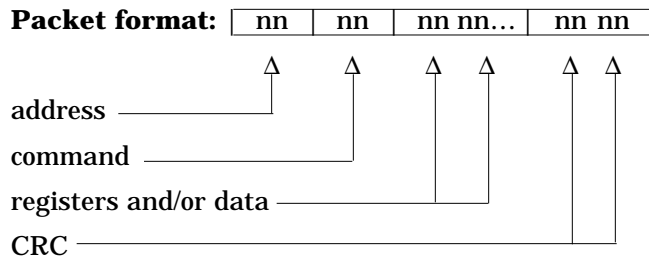 Packet format: nn nn nn nn... nn nn
address
command
registers and/or data
CRC